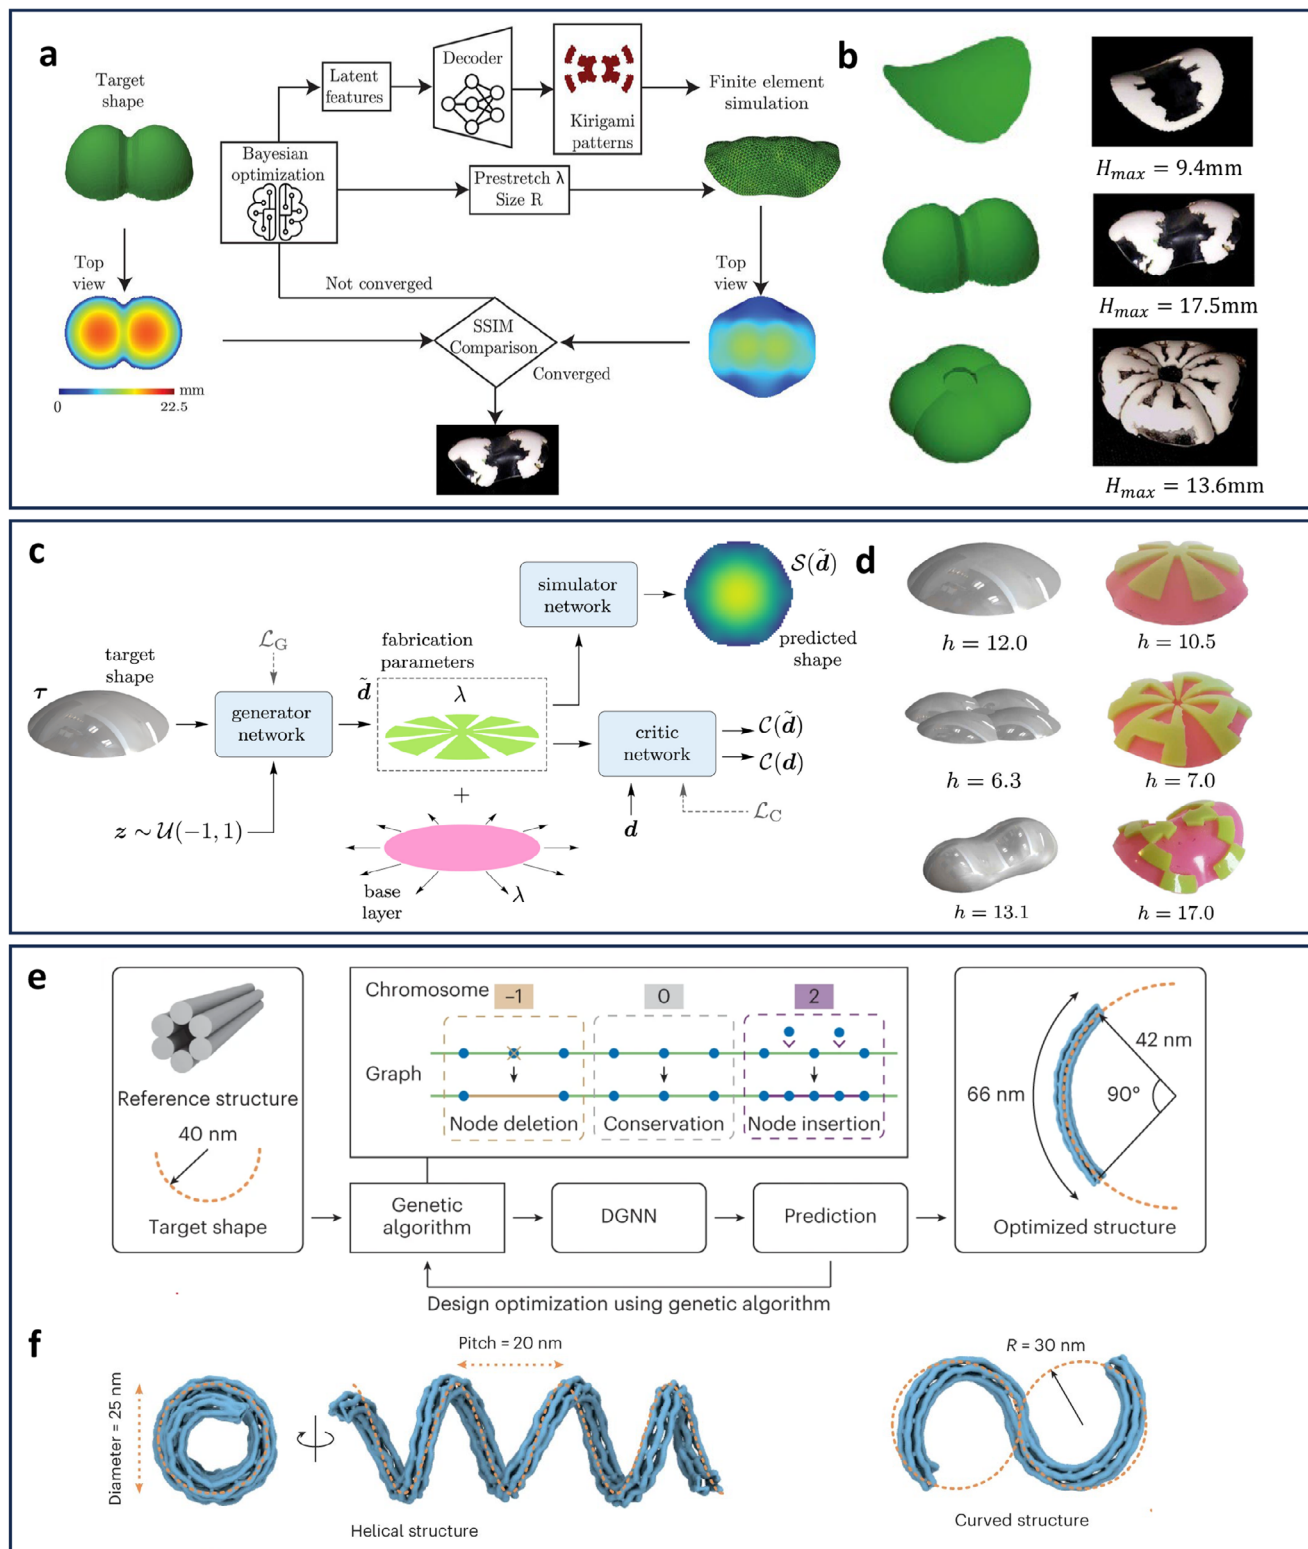 a
Target
shape
Latent
features
Decoder
Kirigami
patterns
Finite element
simulation
Bayesian
optimization
Prestretch λ
Size R
Top
view
Not converged
Top
view
SSIM
Comparison
Converged
mm
0
22.5
b
H_max = 9.4mm
H_max = 17.5mm
H_max = 13.6mm
c
target
shape
τ
ℒ_G
generator
network
z ∼ 𝒰(−1, 1)
fabrication
parameters
d̃
λ
+
base
layer
λ
simulator
network
𝒮(d̃)
predicted
shape
critic
network
𝒞(d̃)
𝒞(d)
d
ℒ_C
d
h = 12.0
h = 10.5
h = 6.3
h = 7.0
h = 13.1
h = 17.0
e
Reference structure
40 nm
Target shape
Chromosome
−1
0
2
Graph
Node deletion
Conservation
Node insertion
Genetic
algorithm
DGNN
Prediction
Design optimization using genetic algorithm
42 nm
66 nm
90°
Optimized structure
f
Diameter = 25 nm
Pitch = 20 nm
Helical structure
R = 30 nm
Curved structure